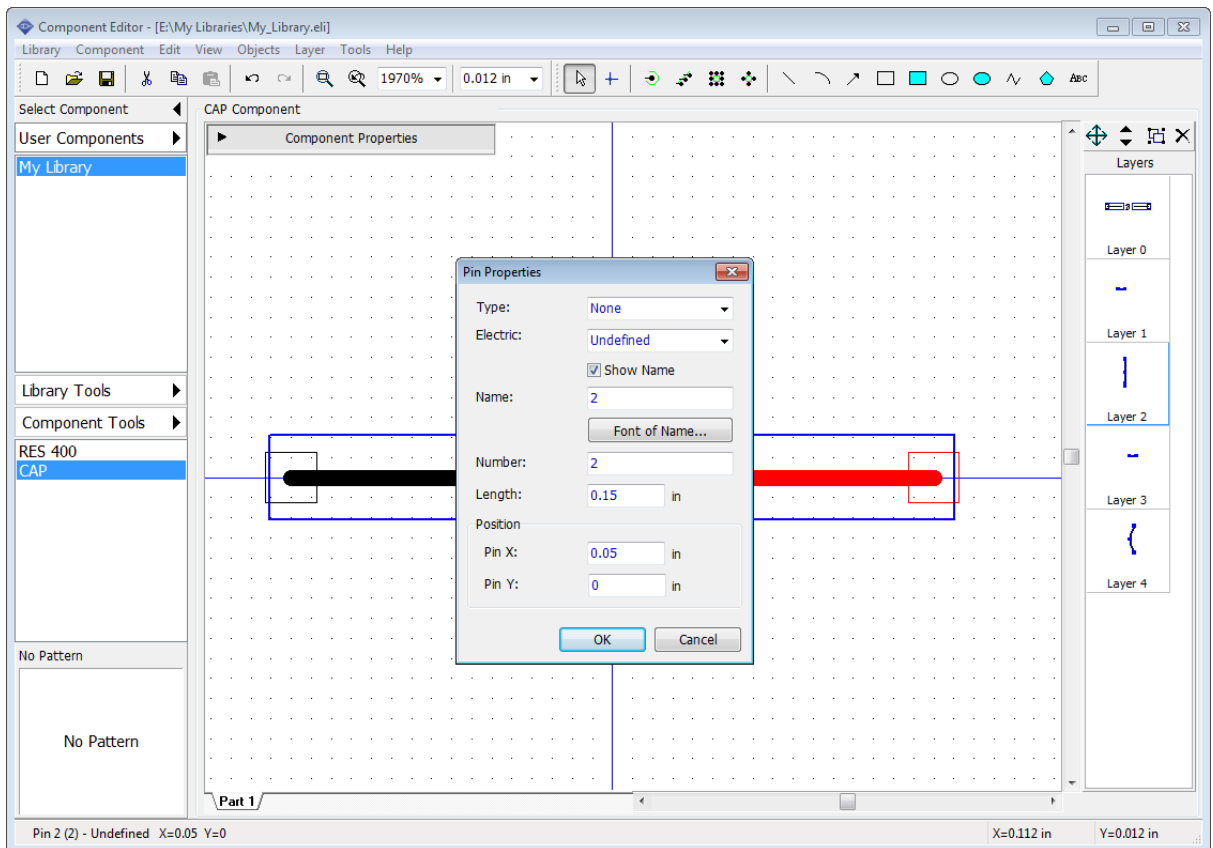 Component Editor - [E:\My Libraries\My_Library.eli]
Library Component Edit View Objects Layer Tools Help
1970% 0.012 in ABC
Select Component
CAP Component
User Components
Component Properties
My Library
Layers
Layer 0
Layer 1
Layer 2
Layer 3
Layer 4
Pin Properties
Type: None
Electric: Undefined
Show Name
Name: 2
Font of Name...
Number: 2
Length: 0.15 in
Position
Pin X: 0.05 in
Pin Y: 0 in
OK Cancel
Library Tools
Component Tools
RES 400
CAP
No Pattern
No Pattern
Part 1
Pin 2 (2) - Undefined X=0.05 Y=0
X=0.112 in Y=0.012 in